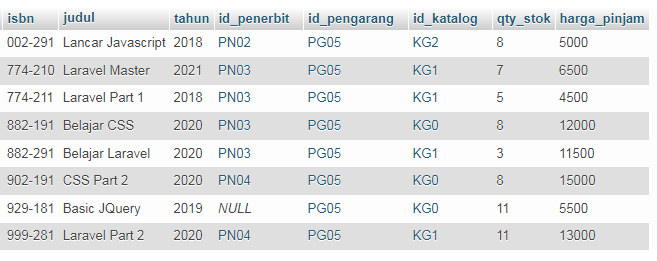 isbn judul tahun id_penerbit id_pengarang id_katalog qty_stok harga_pinjam
002-291 Lancar Javascript 2018 PN02 PG05 KG2 8 5000
774-210 Laravel Master 2021 PN03 PG05 KG1 7 6500
774-211 Laravel Part 1 2018 PN03 PG05 KG1 5 4500
882-191 Belajar CSS 2020 PN03 PG05 KG0 8 12000
882-291 Belajar Laravel 2020 PN03 PG05 KG1 3 11500
902-191 CSS Part 2 2020 PN04 PG05 KG0 8 15000
929-181 Basic JQuery 2019 NULL PG05 KG0 11 5500
999-281 Laravel Part 2 2020 PN04 PG05 KG1 11 13000